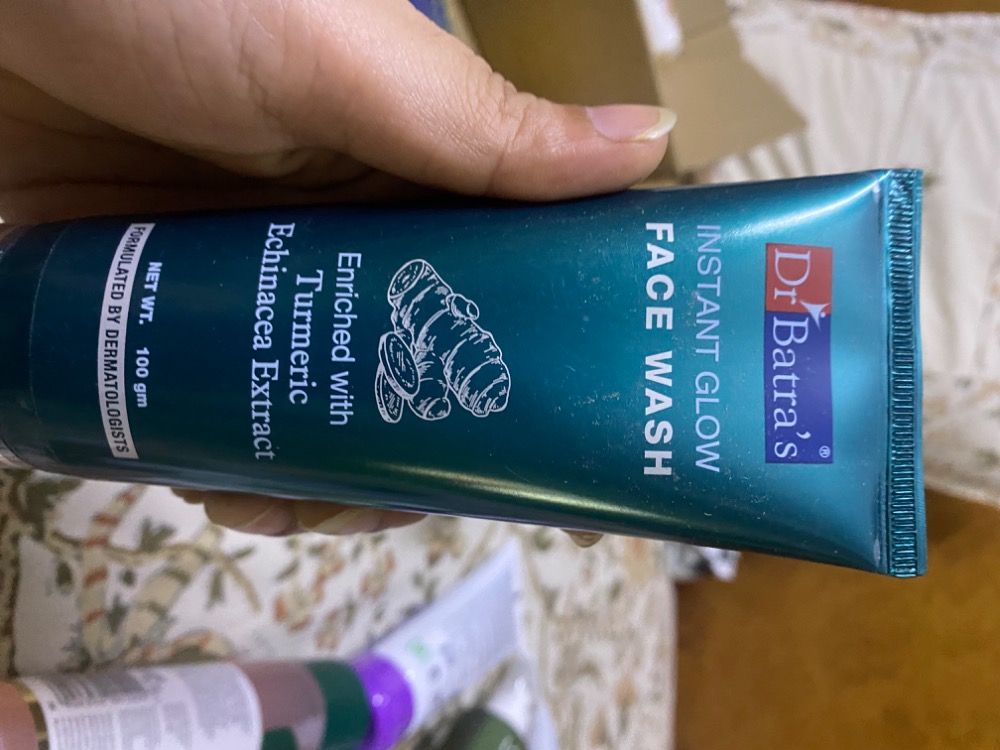 Dr Batra's®
INSTANT GLOW
FACE WASH
Enriched with
Turmeric
Echinacea Extract
NET WT. 100 gm
FORMULATED BY DERMATOLOGISTS